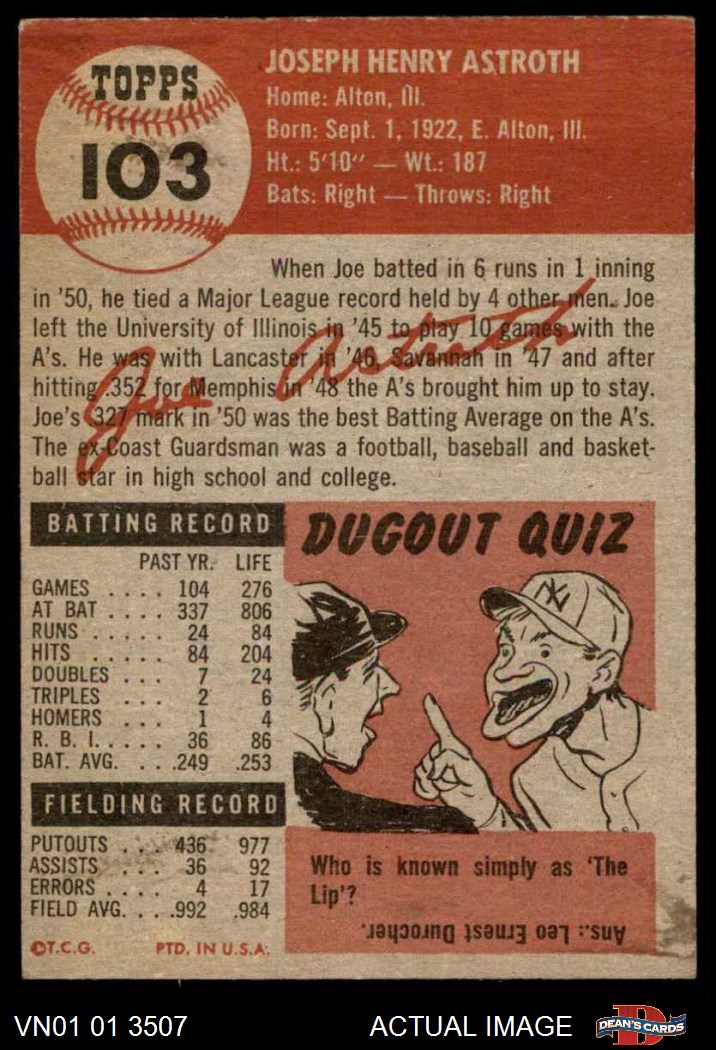 TOPPS
103
JOSEPH HENRY ASTROTH
Home: Alton, Ill.
Born: Sept. 1, 1922, E. Alton, Ill.
Ht.: 5'10" — Wt.: 187
Bats: Right — Throws: Right
When Joe batted in 6 runs in 1 inning
in '50, he tied a Major League record held by 4 other men. Joe
left the University of Illinois in '45 to play 10 games with the
A's. He was with Lancaster in '46, Savannah in '47 and after
hitting .352 for Memphis in '48 the A's brought him up to stay.
Joe's .327 mark in '50 was the best Batting Average on the A's.
The ex-Coast Guardsman was a football, baseball and basket-
ball star in high school and college.
Joe Astroth
BATTING RECORD
PAST YR. LIFE
GAMES .... 104 276
AT BAT .... 337 806
RUNS ..... 24 84
HITS ..... 84 204
DOUBLES ... 7 24
TRIPLES ... 2 6
HOMERS ... 1 4
R. B. I. .... 36 86
BAT. AVG. ... .249 .253
FIELDING RECORD
PUTOUTS ... 436 977
ASSISTS ... 36 92
ERRORS .... 4 17
FIELD AVG. ... .992 .984
©T.C.G. PTD. IN U.S.A.
DUGOUT QUIZ
NY
Who is known simply as 'The
Lip'?
Ans.: Leo Ernest Durocher.
VN01 01 3507
ACTUAL IMAGE
D
DEAN'S CARDS